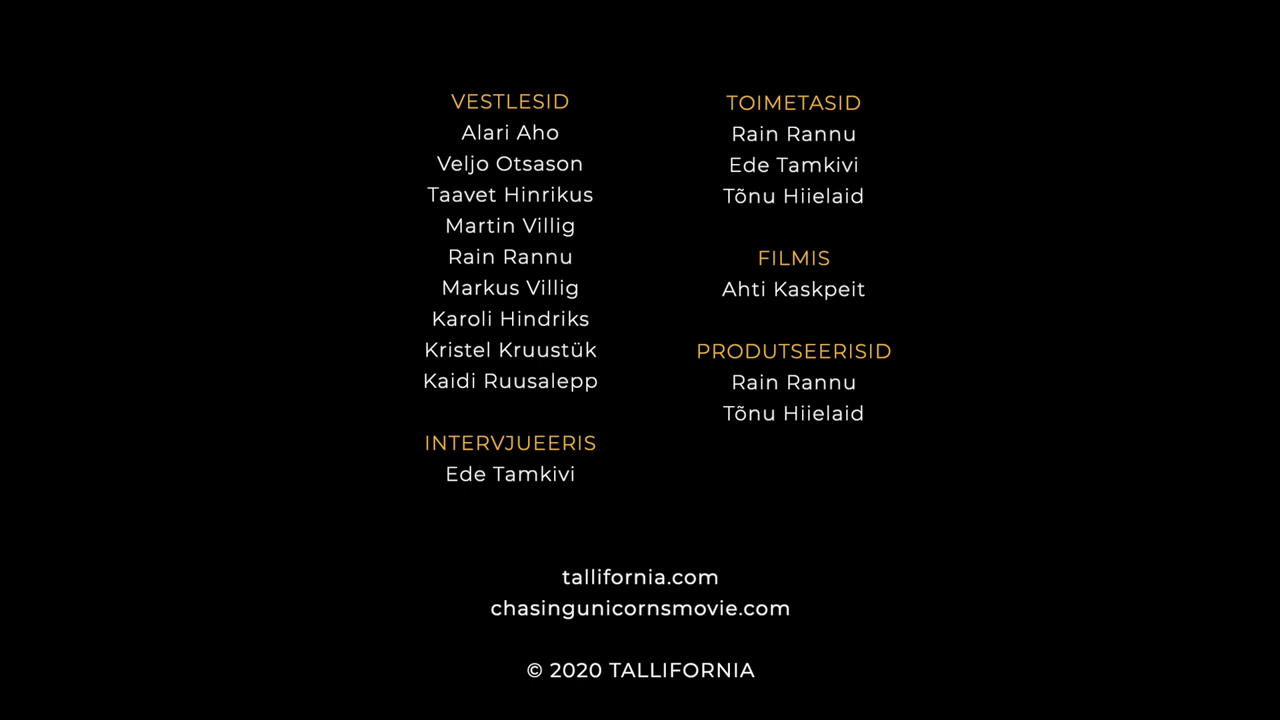 VESTLESID
Alari Aho
Veljo Otsason
Taavet Hinrikus
Martin Villig
Rain Rannu
Markus Villig
Karoli Hindriks
Kristel Kruustük
Kaidi Ruusalepp
INTERVJUEERIS
Ede Tamkivi
TOIMETASID
Rain Rannu
Ede Tamkivi
Tõnu Hiielaid
FILMIS
Ahti Kaskpeit
PRODUTSEERISID
Rain Rannu
Tõnu Hiielaid
tallifornia.com
chasingunicornsmovie.com
© 2020 TALLIFORNIA